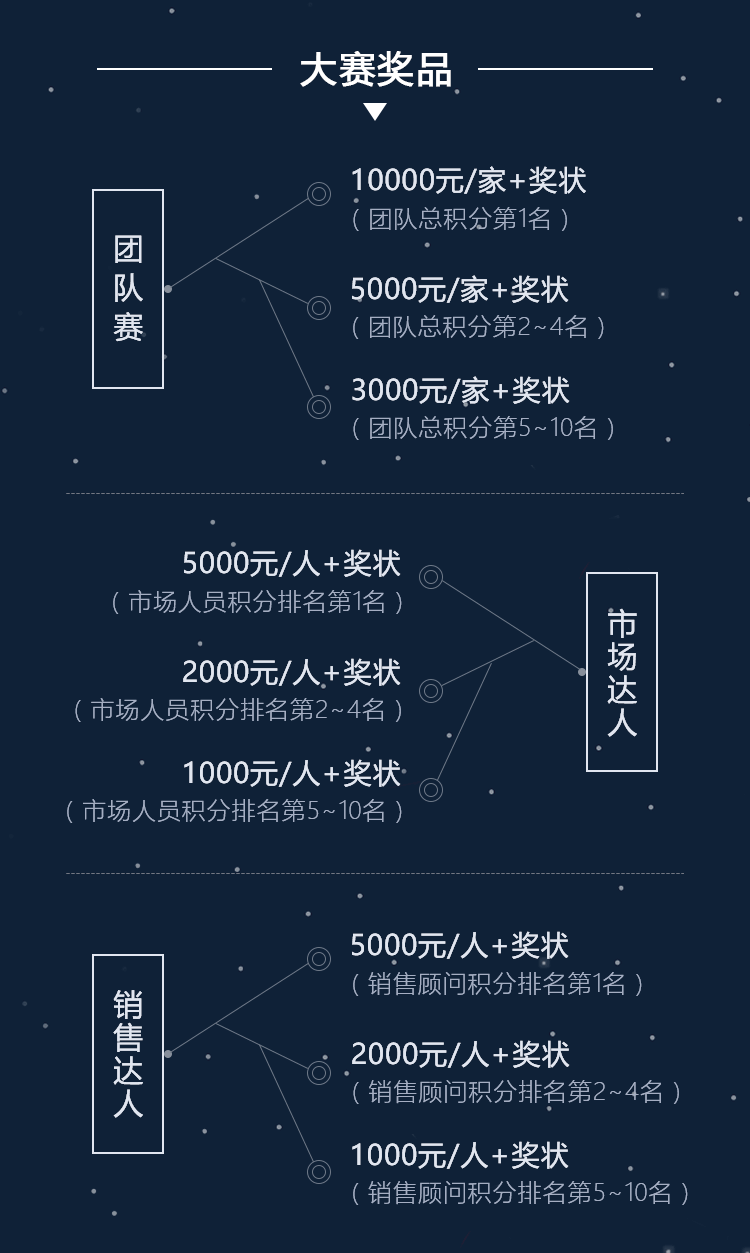 大赛奖品
团队赛
10000元/家+奖状
（团队总积分第1名）
5000元/家+奖状
（团队总积分第2~4名）
3000元/家+奖状
（团队总积分第5~10名）
市场达人
5000元/人+奖状
（市场人员积分排名第1名）
2000元/人+奖状
（市场人员积分排名第2~4名）
1000元/人+奖状
（市场人员积分排名第5~10名）
销售达人
5000元/人+奖状
（销售顾问积分排名第1名）
2000元/人+奖状
（销售顾问积分排名第2~4名）
1000元/人+奖状
（销售顾问积分排名第5~10名）